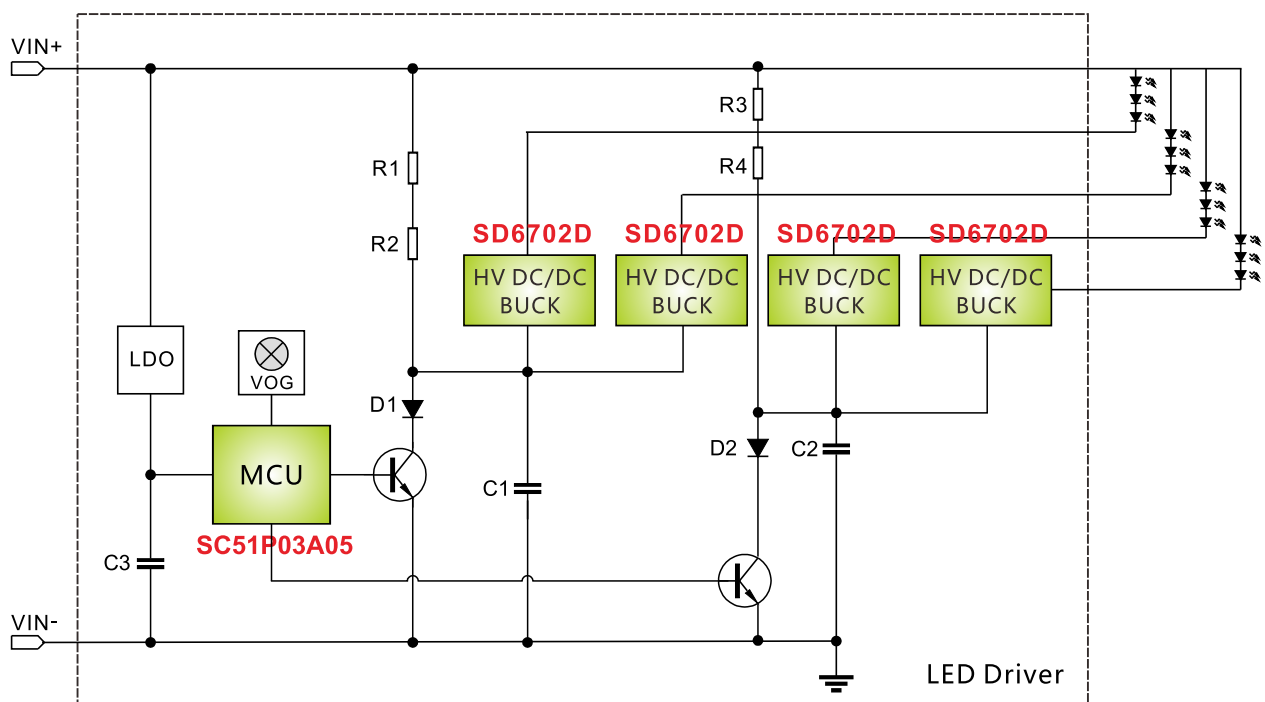 VIN+
R3
R1
R4
R2
SD6702D
SD6702D
SD6702D
SD6702D
HV DC/DC
BUCK
HV DC/DC
BUCK
HV DC/DC
BUCK
HV DC/DC
BUCK
LDO
VOG
D1
D2
C2
MCU
C1
SC51P03A05
C3
VIN-
LED Driver